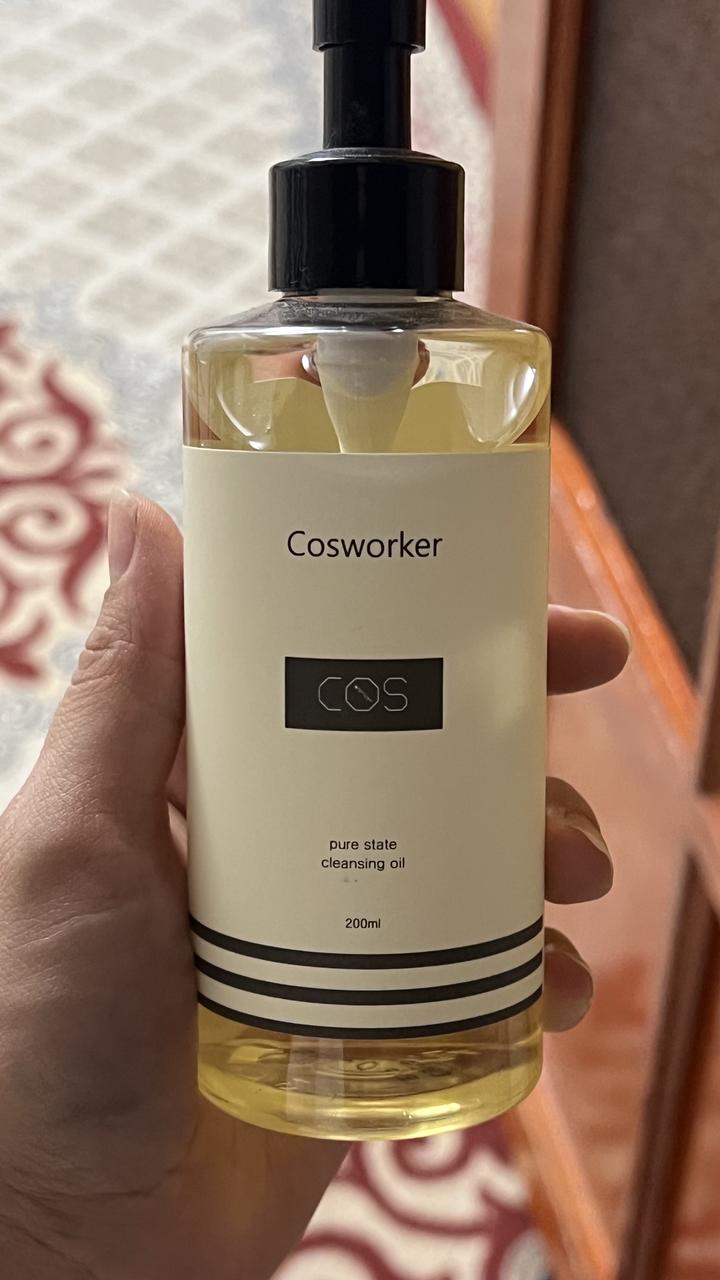 Cosworker
COS
pure state
cleansing oil
200ml